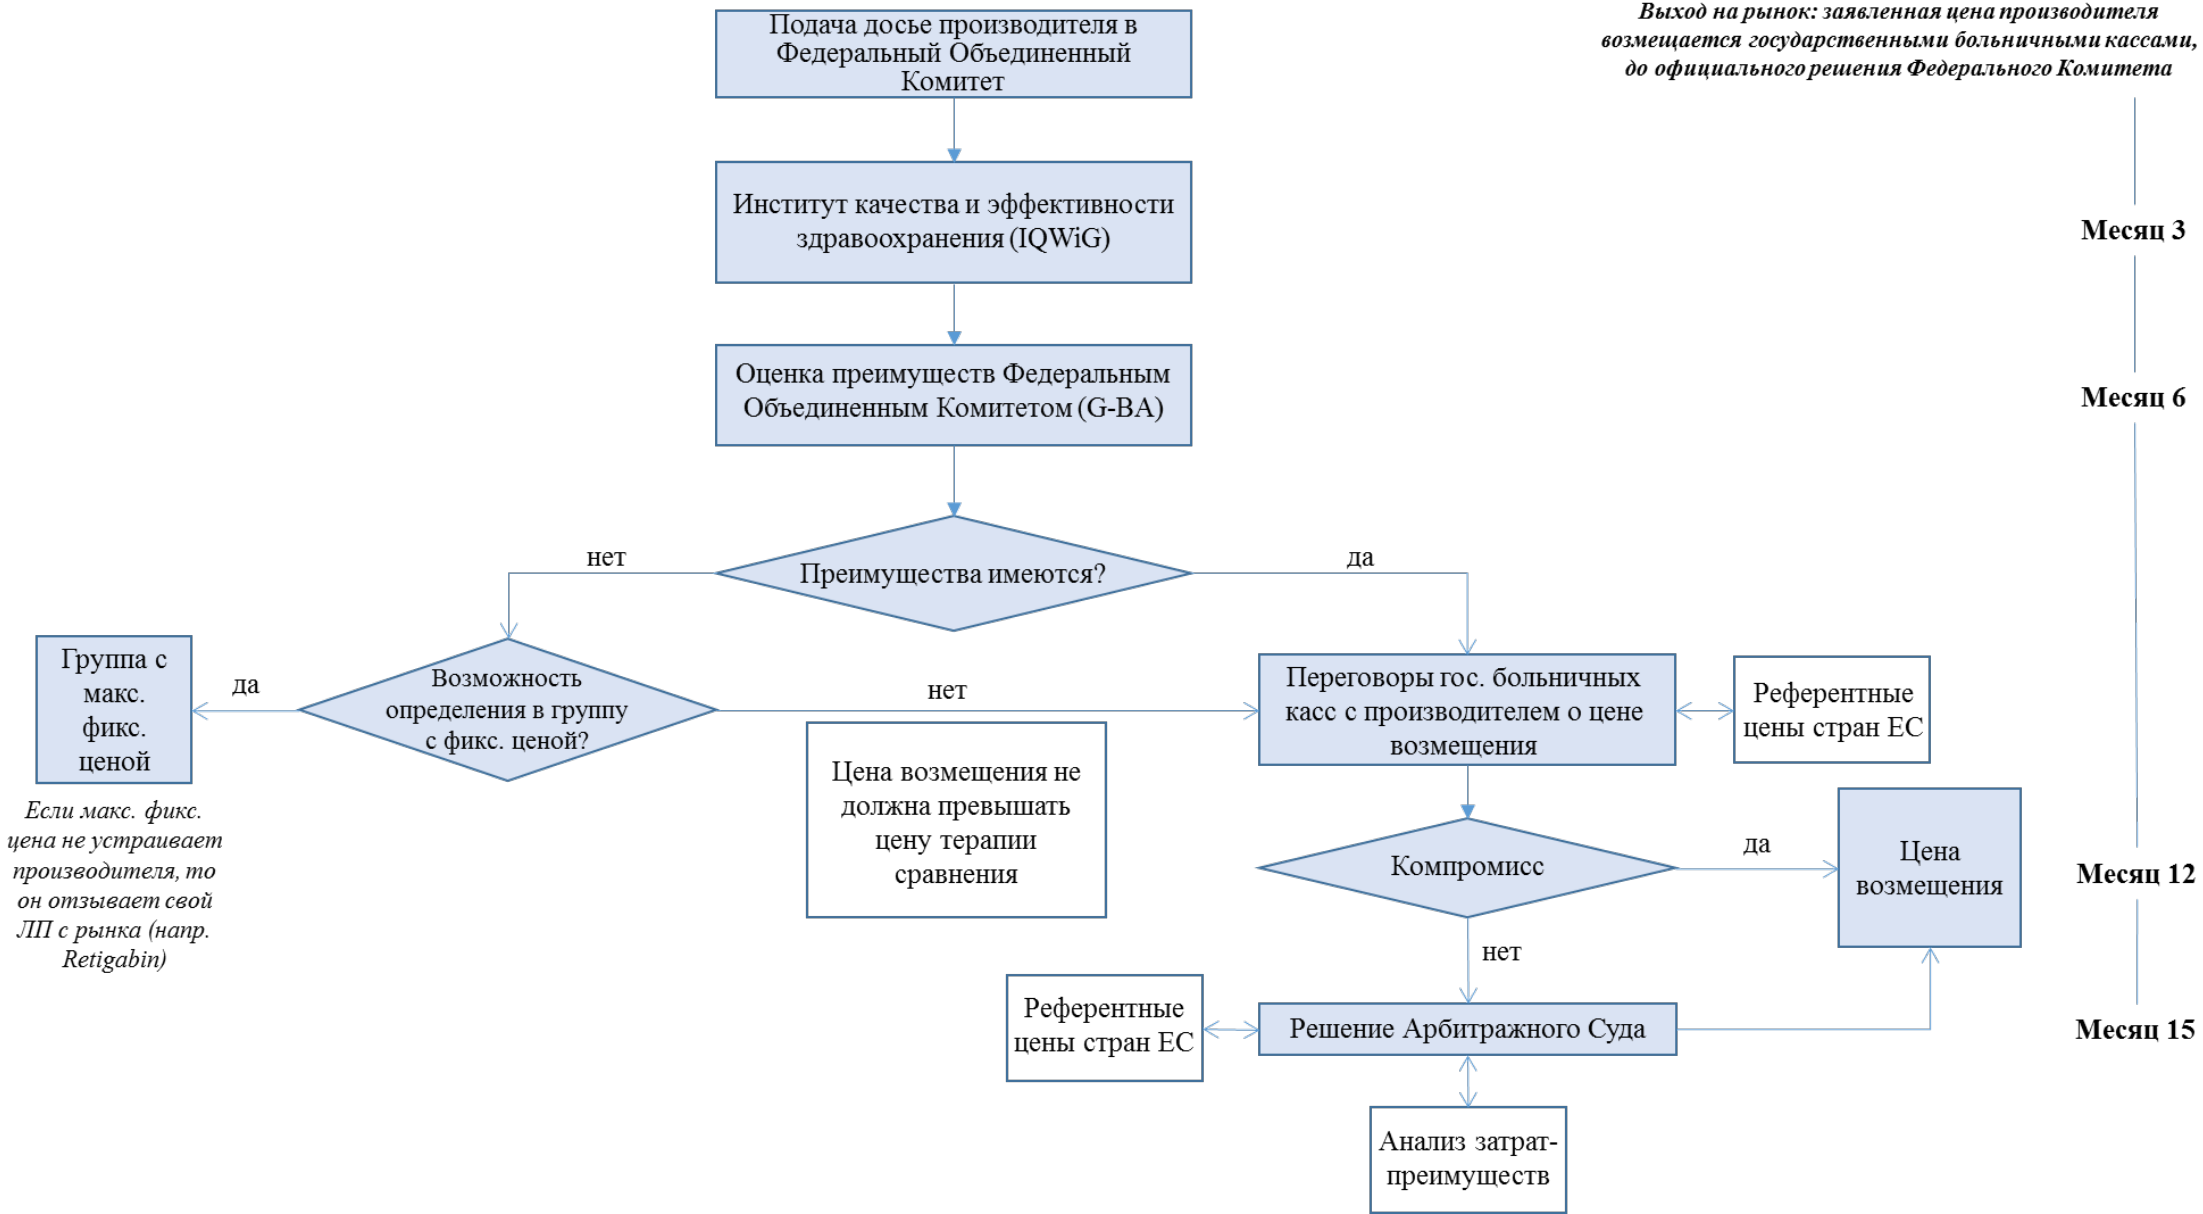 Подача досье производителя в
Федеральный Объединенный
Комитет
Выход на рынок: заявленная цена производителя
возмещается государственными больничными кассами,
до официального решения Федерального Комитета
Институт качества и эффективности
здравоохранения (IQWiG)
Месяц 3
Оценка преимуществ Федеральным
Объединенным Комитетом (G-BA)
Месяц 6
нет
Преимущества имеются?
да
Группа с
макс.
фикс.
ценой
да
Возможность
определения в группу
с фикс. ценой?
нет
Переговоры гос. больничных
касс с производителем о цене
возмещения
Референтные
цены стран ЕС
Если макс. фикс.
цена не устраивает
производителя, то
он отзывает свой
ЛП с рынка (напр.
Retigabin)
Цена возмещения не
должна превышать
цену терапии
сравнения
Компромисс
да
Цена
возмещения
Месяц 12
нет
Референтные
цены стран ЕС
Решение Арбитражного Суда
Месяц 15
Анализ затрат-
преимуществ